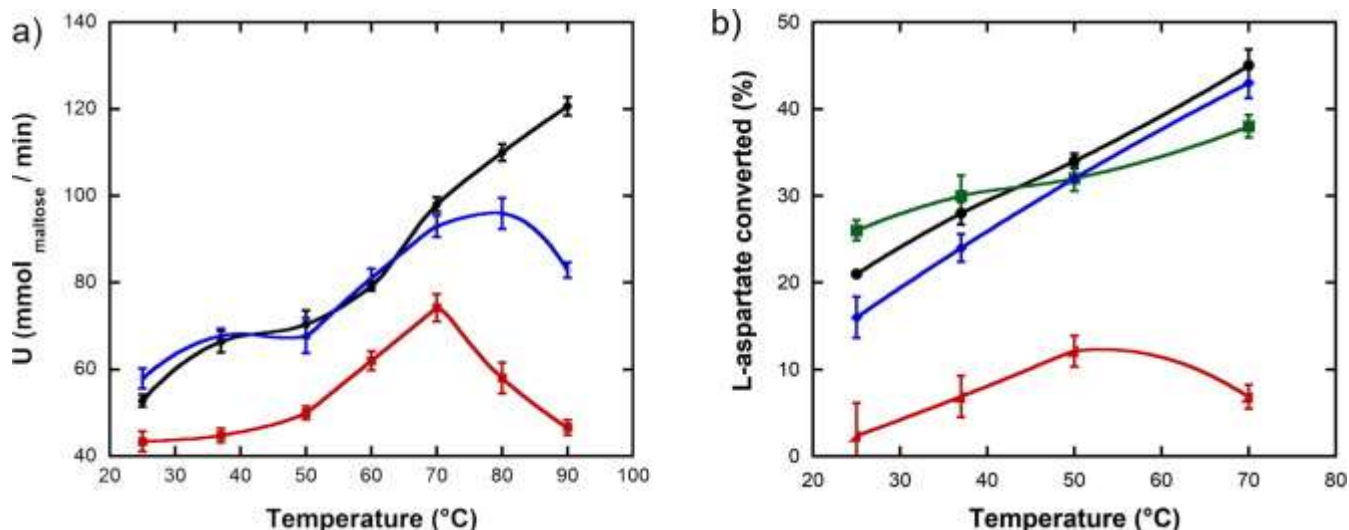 a)
U (mmol maltose / min)
140
120
100
80
60
40
20 30 40 50 60 70 80 90 100
Temperature (°C)
b)
L-aspartate converted (%)
50
40
30
20
10
0
20 30 40 50 60 70 80
Temperature (°C)